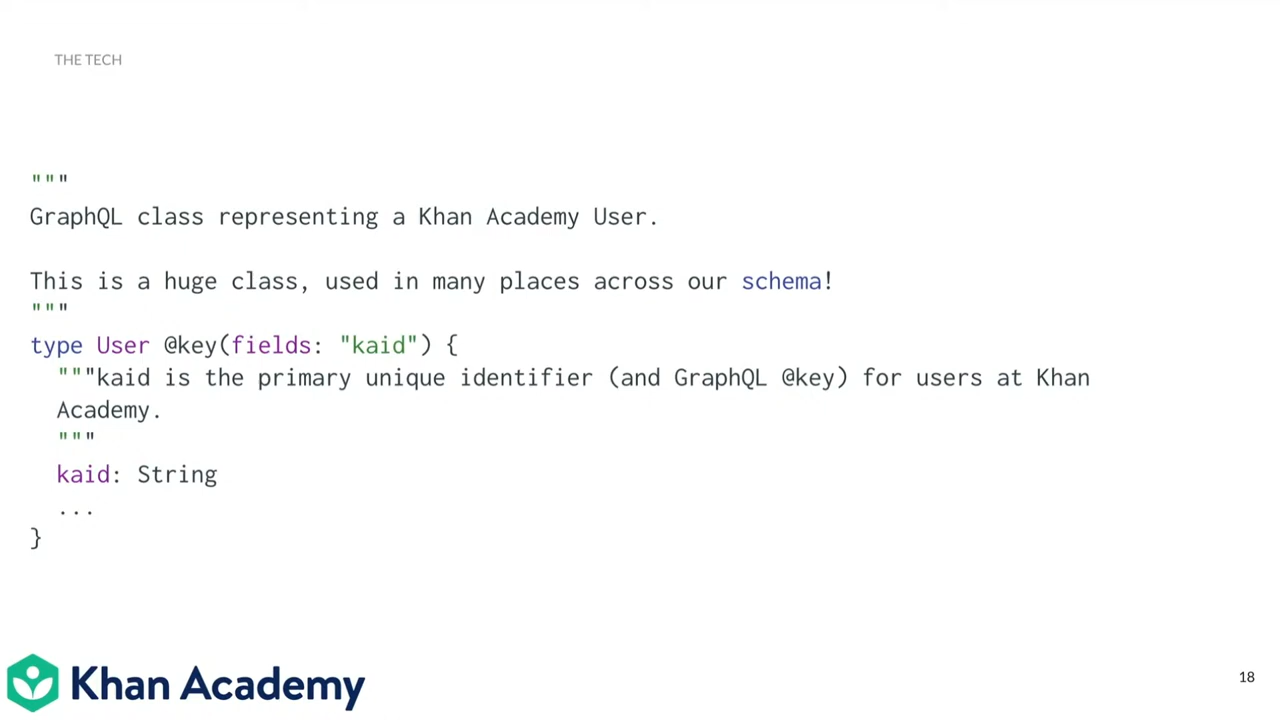 THE TECH
"""
GraphQL class representing a Khan Academy User.
This is a huge class, used in many places across our schema!
"""
type User @key(fields: "kaid") {
"""kaid is the primary unique identifier (and GraphQL @key) for users at Khan
Academy.
"""
kaid: String
...
}
Khan Academy
18